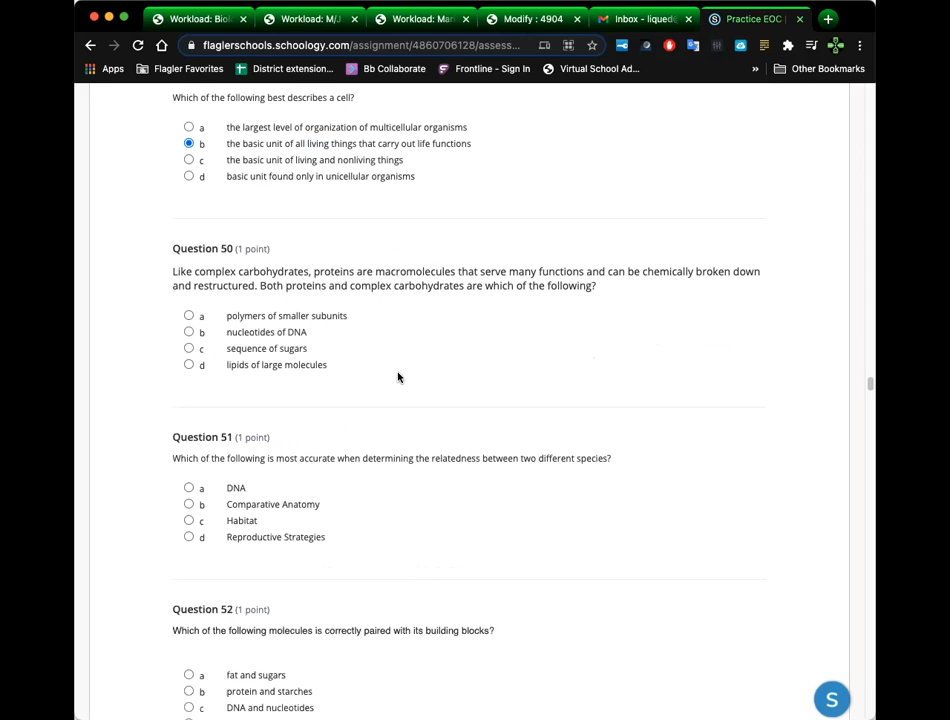 Workload: Biol
Workload: M/J
Workload: Mar
Modify : 4904
Inbox - liqued
Practice EOC |
flaglerschools.schoology.com/assignment/4860706128/assess...
Apps
Flagler Favorites
District extension...
Bb Collaborate
Frontline - Sign In
Virtual School Ad...
»
Other Bookmarks
Which of the following best describes a cell?
a the largest level of organization of multicellular organisms
b the basic unit of all living things that carry out life functions
c the basic unit of living and nonliving things
d basic unit found only in unicellular organisms
Question 50 (1 point)
Like complex carbohydrates, proteins are macromolecules that serve many functions and can be chemically broken down
and restructured. Both proteins and complex carbohydrates are which of the following?
a polymers of smaller subunits
b nucleotides of DNA
c sequence of sugars
d lipids of large molecules
Question 51 (1 point)
Which of the following is most accurate when determining the relatedness between two different species?
a DNA
b Comparative Anatomy
c Habitat
d Reproductive Strategies
Question 52 (1 point)
Which of the following molecules is correctly paired with its building blocks?
a fat and sugars
b protein and starches
c DNA and nucleotides
S